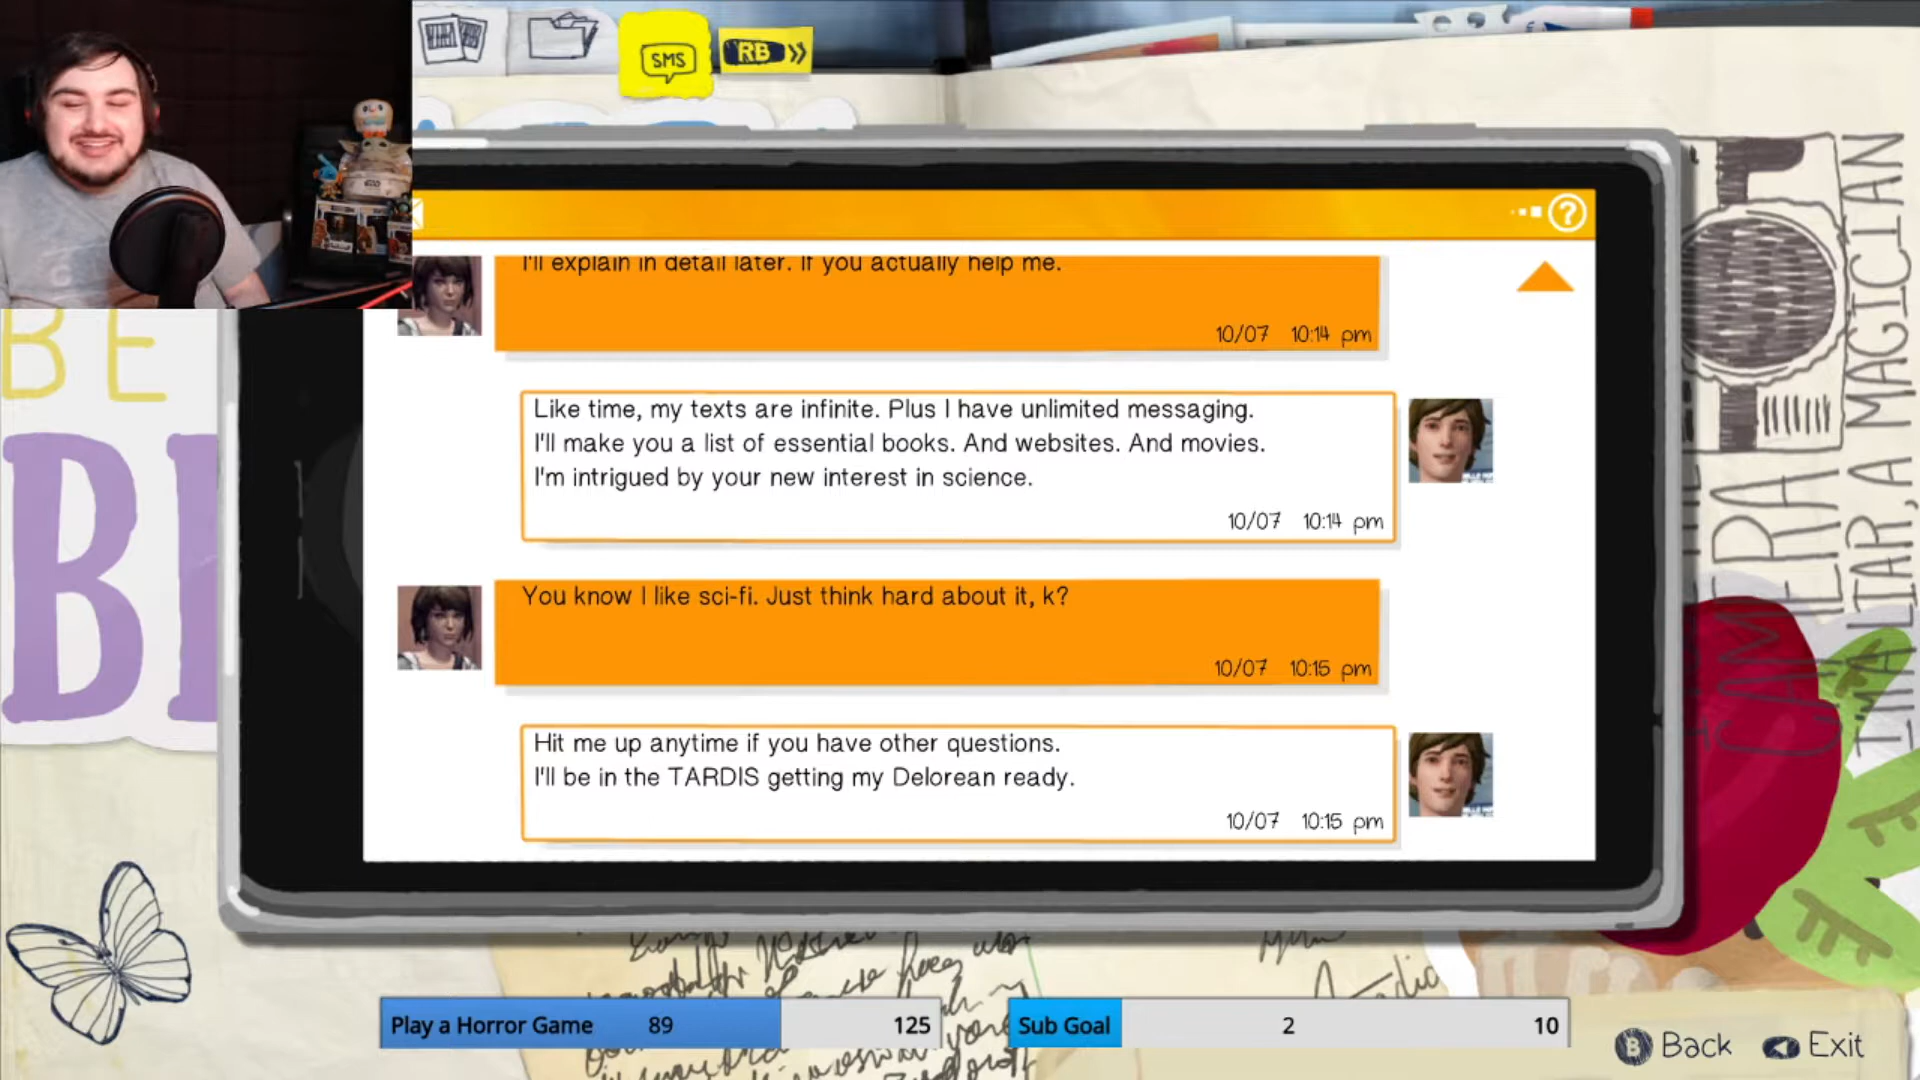 SMS
RB
I'll explain in detail later. If you actually help me.
10/07 10:14 pm
Like time, my texts are infinite. Plus I have unlimited messaging.
I'll make you a list of essential books. And websites. And movies.
I'm intrigued by your new interest in science.
10/07 10:14 pm
You know I like sci-fi. Just think hard about it, k?
10/07 10:15 pm
Hit me up anytime if you have other questions.
I'll be in the TARDIS getting my Delorean ready.
10/07 10:15 pm
BE
Play a Horror Game 89 125
Sub Goal 2 10
B Back Exit
CAMERA
LIAR, A MAGICIAN